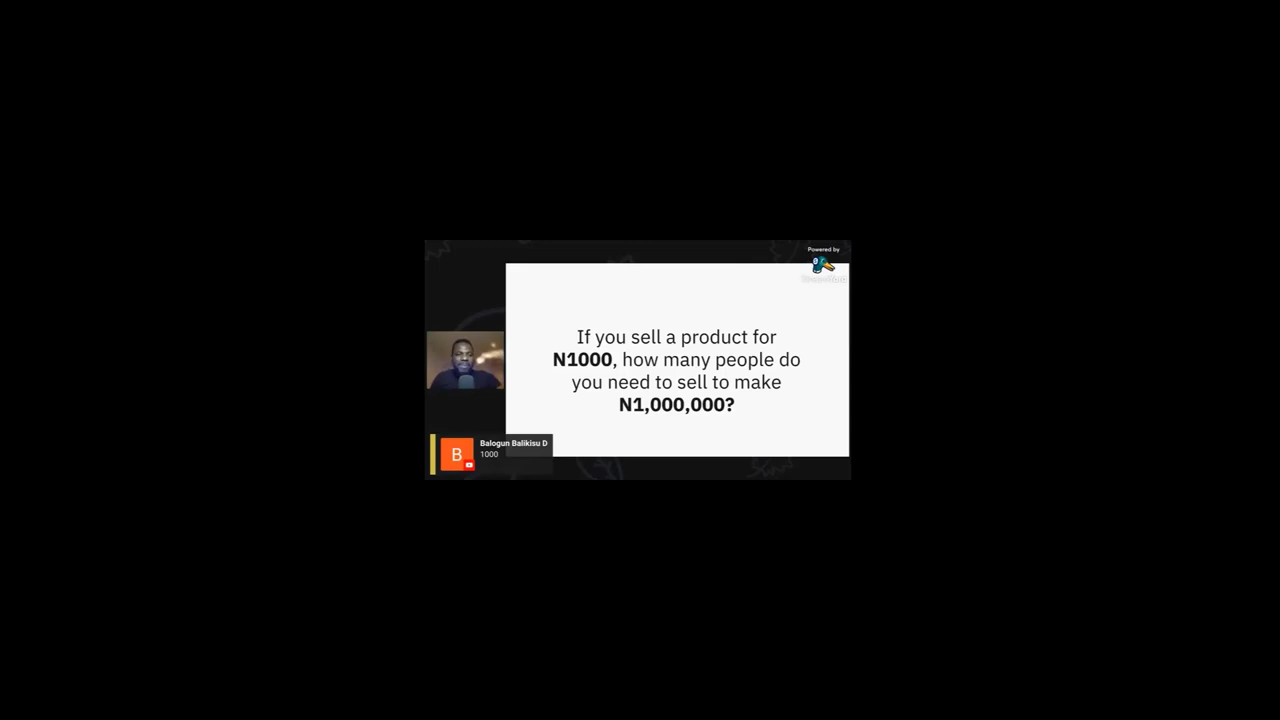 Powered by
If you sell a product for
N1000, how many people do
you need to sell to make
N1,000,000?
Balogun Balikisu D
B
1000